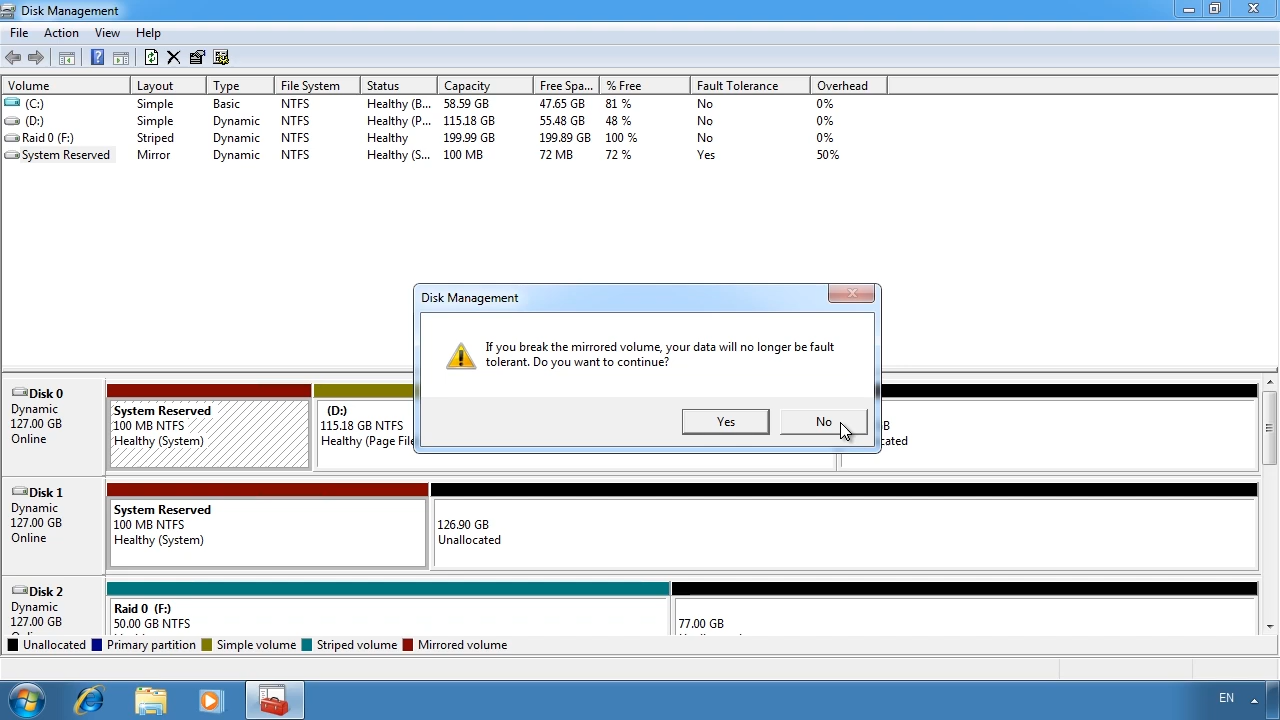 Disk Management
File Action View Help
Volume Layout Type File System Status Capacity Free Spa... % Free Fault Tolerance Overhead
(C:) Simple Basic NTFS Healthy (B... 58.59 GB 47.65 GB 81 % No 0%
(D:) Simple Dynamic NTFS Healthy (P... 115.18 GB 55.48 GB 48 % No 0%
Raid 0 (F:) Striped Dynamic NTFS Healthy 199.99 GB 199.89 GB 100 % No 0%
System Reserved Mirror Dynamic NTFS Healthy (S... 100 MB 72 MB 72 % Yes 50%
Disk Management
If you break the mirrored volume, your data will no longer be fault
tolerant. Do you want to continue?
Yes No
Disk 0
Dynamic
127.00 GB
Online
System Reserved
100 MB NTFS
Healthy (System)
(D:)
115.18 GB NTFS
Healthy (Page File
B
cated
Disk 1
Dynamic
127.00 GB
Online
System Reserved
100 MB NTFS
Healthy (System)
126.90 GB
Unallocated
Disk 2
Dynamic
127.00 GB
Raid 0 (F:)
50.00 GB NTFS
77.00 GB
Unallocated Primary partition Simple volume Striped volume Mirrored volume
EN